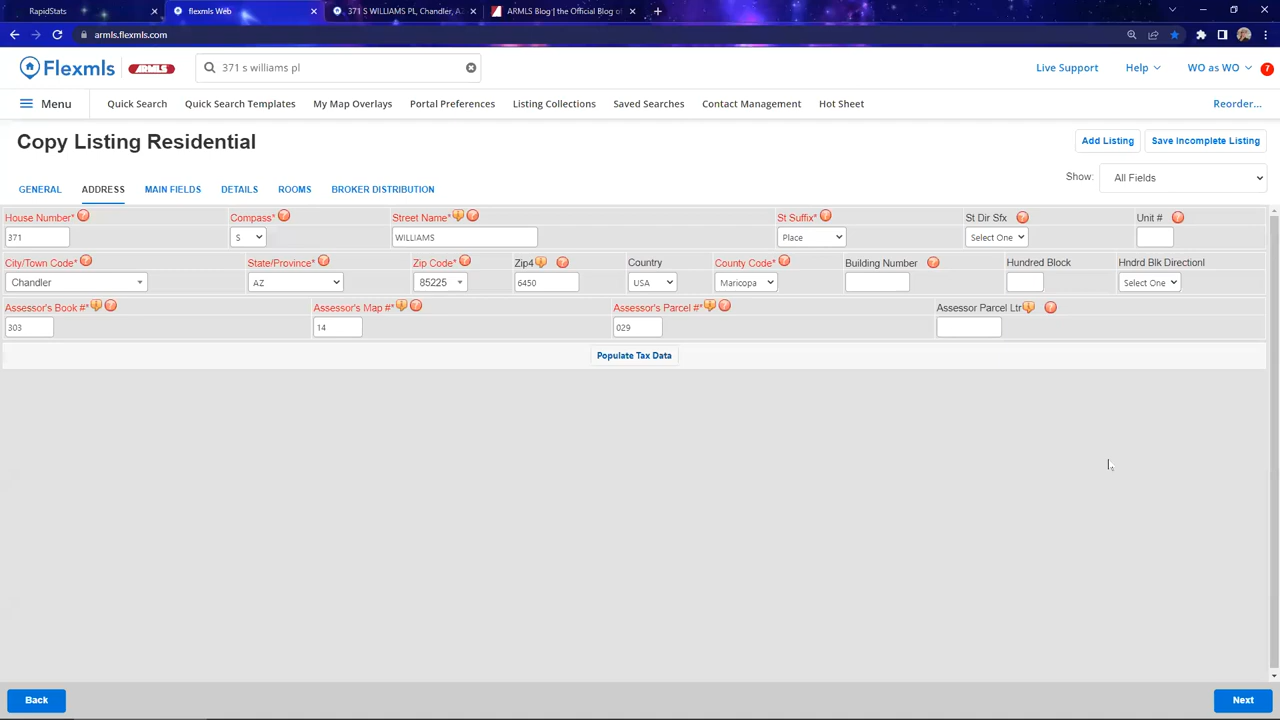 RapidStats
flexmls Web
371 S WILLIAMS PL, Chandler, A
ARMLS Blog | the Official Blog of
armls.flexmls.com
Flexmls ARMLS 371 s williams pl Live Support Help WO as WO 7
Menu Quick Search Quick Search Templates My Map Overlays Portal Preferences Listing Collections Saved Searches Contact Management Hot Sheet Reorder...
Copy Listing Residential Add Listing Save Incomplete Listing
Show: All Fields
GENERAL ADDRESS MAIN FIELDS DETAILS ROOMS BROKER DISTRIBUTION
House Number* Compass* Street Name* St Suffix* St Dir Sfx Unit #
371 S WILLIAMS Place Select One
City/Town Code* State/Province* Zip Code* Zip4 Country County Code* Building Number Hundred Block Hndrd Blk Directionl
Chandler AZ 85225 6450 USA Maricopa Select One
Assessor's Book #* Assessor's Map #* Assessor's Parcel #* Assessor Parcel Ltr
303 14 029
Populate Tax Data
Back Next